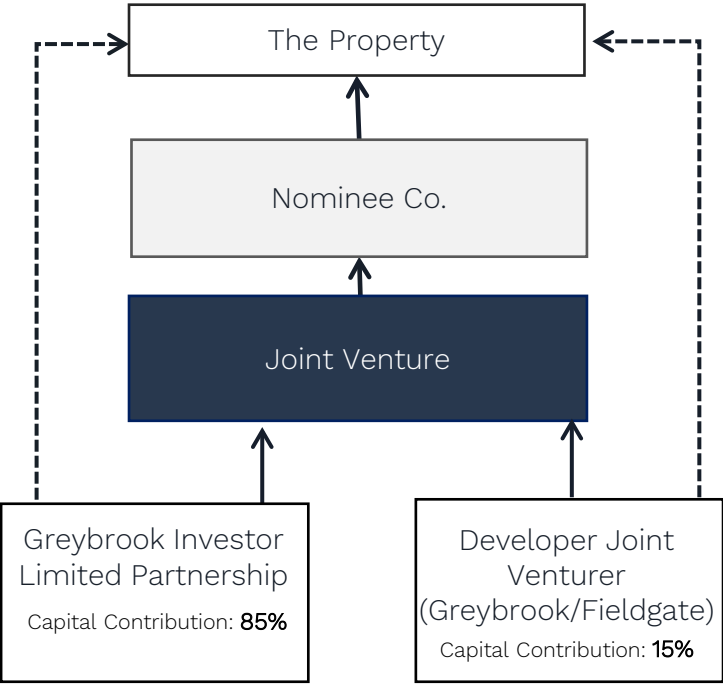 The Property
Nominee Co.
Joint Venture
Greybrook Investor
Limited Partnership
Capital Contribution: 85%
Developer Joint
Venturer
(Greybrook/Fieldgate)
Capital Contribution: 15%